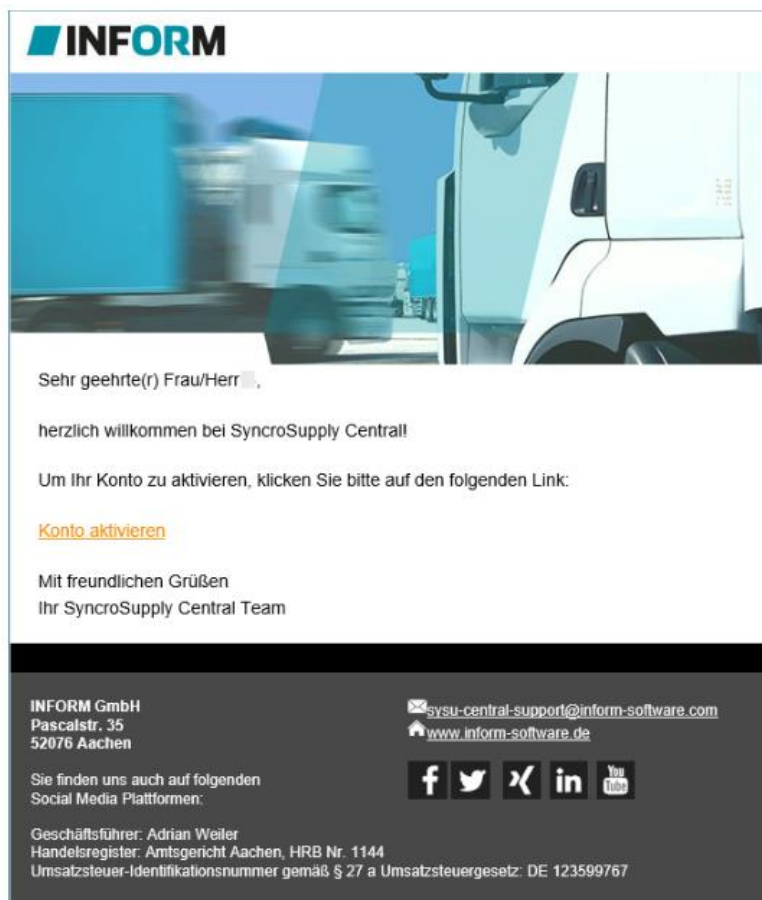 INFORM
Sehr geehrte(r) Frau/Herr ,
herzlich willkommen bei SyncroSupply Central!
Um Ihr Konto zu aktivieren, klicken Sie bitte auf den folgenden Link:
Konto aktivieren
Mit freundlichen Grüßen
Ihr SyncroSupply Central Team
INFORM GmbH
Pascalstr. 35
52076 Aachen
sysu-central-support@inform-software.com
www.inform-software.de
Sie finden uns auch auf folgenden
Social Media Plattformen:
You
Tube
Geschäftsführer: Adrian Weiler
Handelsregister: Amtsgericht Aachen, HRB Nr. 1144
Umsatzsteuer-Identifikationsnummer gemäß § 27 a Umsatzsteuergesetz: DE 123599767